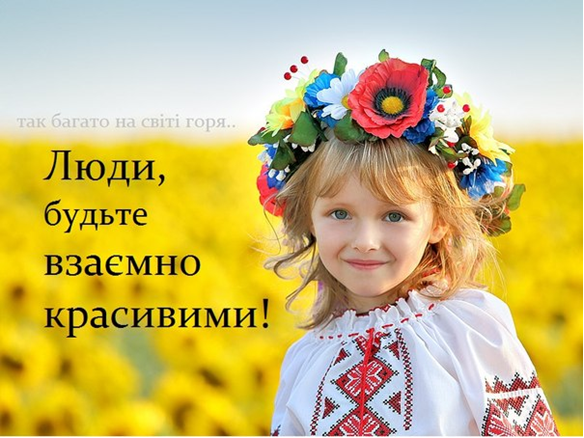 так багато на світі горя..
Люди,
будьте
взаємно
красивими!